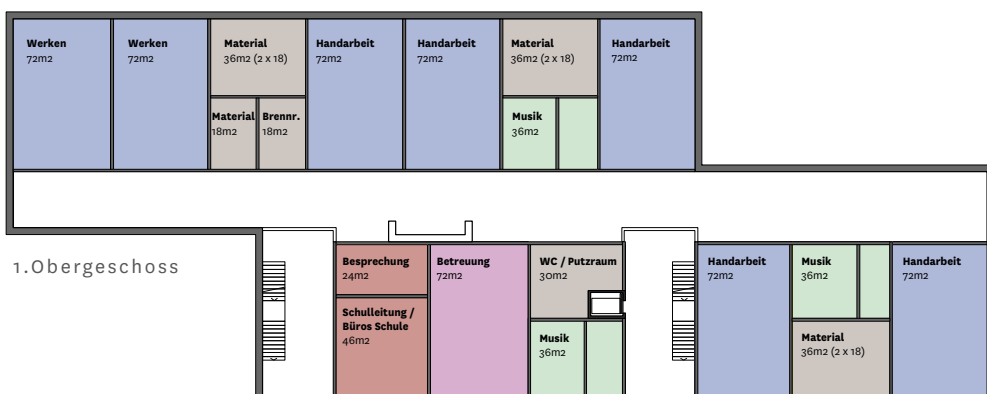 Werken
72m2
Werken
72m2
Material
36m2 (2 x 18)
Handarbeit
72m2
Handarbeit
72m2
Material
36m2 (2 x 18)
Handarbeit
72m2
Material
18m2
Brennr.
18m2
Musik
36m2
1.Obergeschoss
Besprechung
24m2
Betreuung
72m2
WC / Putzraum
30m2
Handarbeit
72m2
Musik
36m2
Handarbeit
72m2
Schulleitung /
Büros Schule
46m2
Musik
36m2
Material
36m2 (2 x 18)